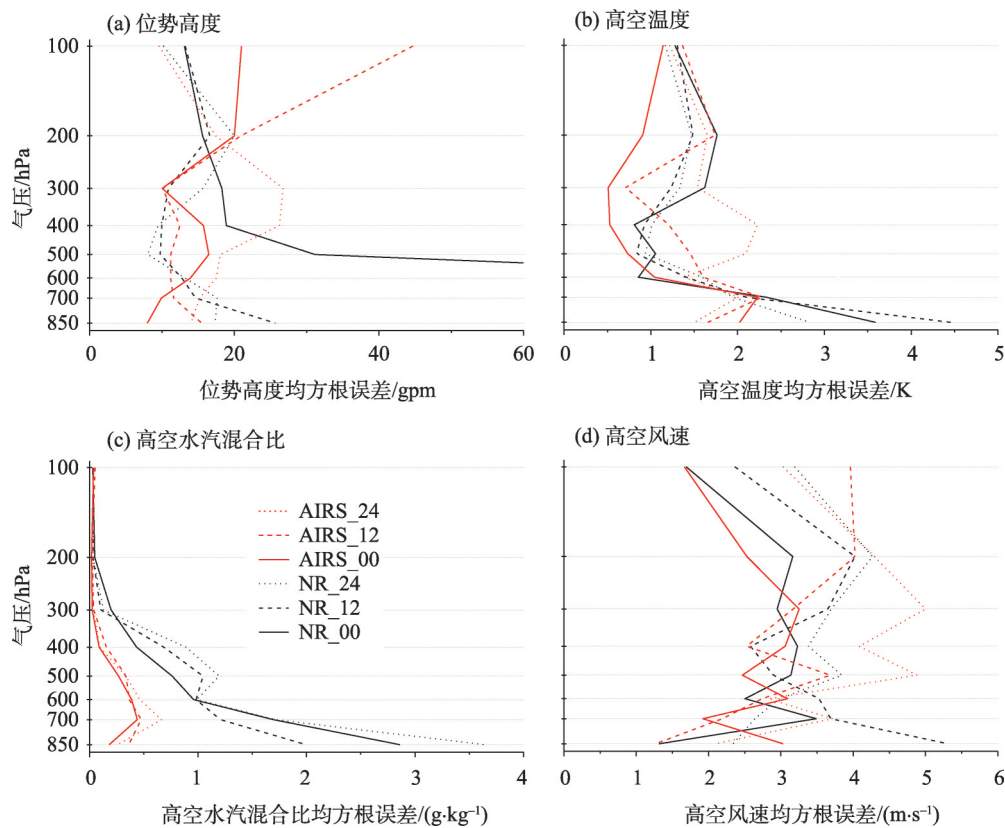 (a) 位势高度
100
200
300
400
500
600
700
850
气压/hPa
0
20
40
60
位势高度均方根误差/gpm
(b) 高空温度
0
1
2
3
4
5
高空温度均方根误差/K
(c) 高空水汽混合比
100
200
300
400
500
600
700
850
气压/hPa
AIRS_24
AIRS_12
AIRS_00
NR_24
NR_12
NR_00
0
1
2
3
4
高空水汽混合比均方根误差/(g·kg⁻¹)
(d) 高空风速
0
2
3
4
5
6
高空风速均方根误差/(m·s⁻¹)